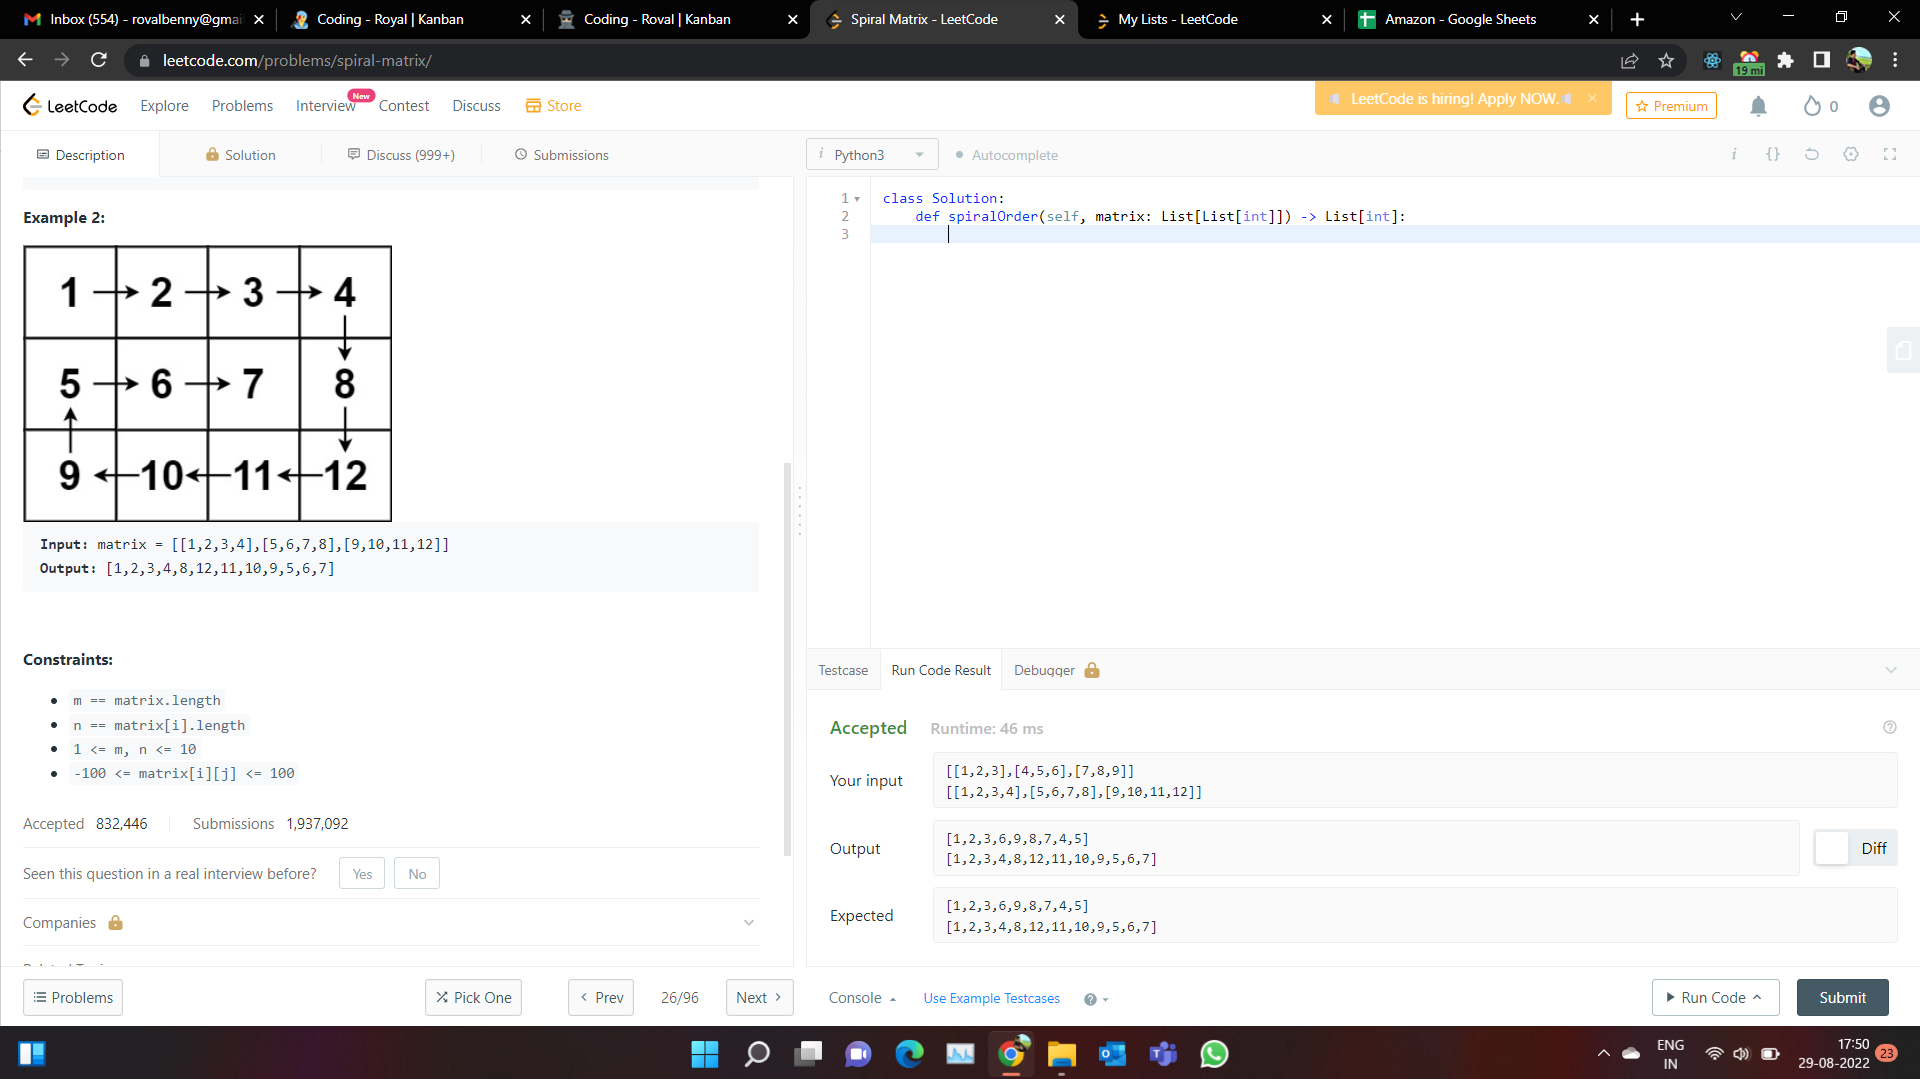 Inbox (554) - rovalbenny@gmai
Coding - Royal | Kanban
Coding - Roval | Kanban
Spiral Matrix - LeetCode
My Lists - LeetCode
Amazon - Google Sheets
leetcode.com/problems/spiral-matrix/
19 mi
LeetCode
Explore
Problems
Interview
New
Contest
Discuss
Store
LeetCode is hiring! Apply NOW.
Premium
0
Description
Solution
Discuss (999+)
Submissions
i Python3
Autocomplete
i {}
Example 2:
1 2 3 4
5 6 7 8
9 10 11 12
Input: matrix = [[1,2,3,4],[5,6,7,8],[9,10,11,12]]
Output: [1,2,3,4,8,12,11,10,9,5,6,7]
Constraints:
m == matrix.length
n == matrix[i].length
1 <= m, n <= 10
-100 <= matrix[i][j] <= 100
Accepted 832,446 Submissions 1,937,092
Seen this question in a real interview before? Yes No
Companies
1 class Solution:
2 def spiralOrder(self, matrix: List[List[int]]) -> List[int]:
3
Testcase
Run Code Result
Debugger
Accepted Runtime: 46 ms
Your input
[[1,2,3],[4,5,6],[7,8,9]]
[[1,2,3,4],[5,6,7,8],[9,10,11,12]]
Output
[1,2,3,6,9,8,7,4,5]
[1,2,3,4,8,12,11,10,9,5,6,7]
Diff
Expected
[1,2,3,6,9,8,7,4,5]
[1,2,3,4,8,12,11,10,9,5,6,7]
Problems
Pick One
Prev
26/96
Next
Console
Use Example Testcases
Run Code
Submit
ENG
IN
17:50
29-08-2022
23